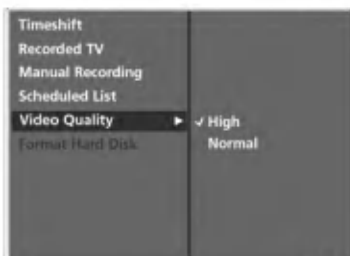 Timeshift
Recorded TV
Manual Recording
Scheduled List
Video Quality ▶ ✓ High
Normal
Format Hard Disk